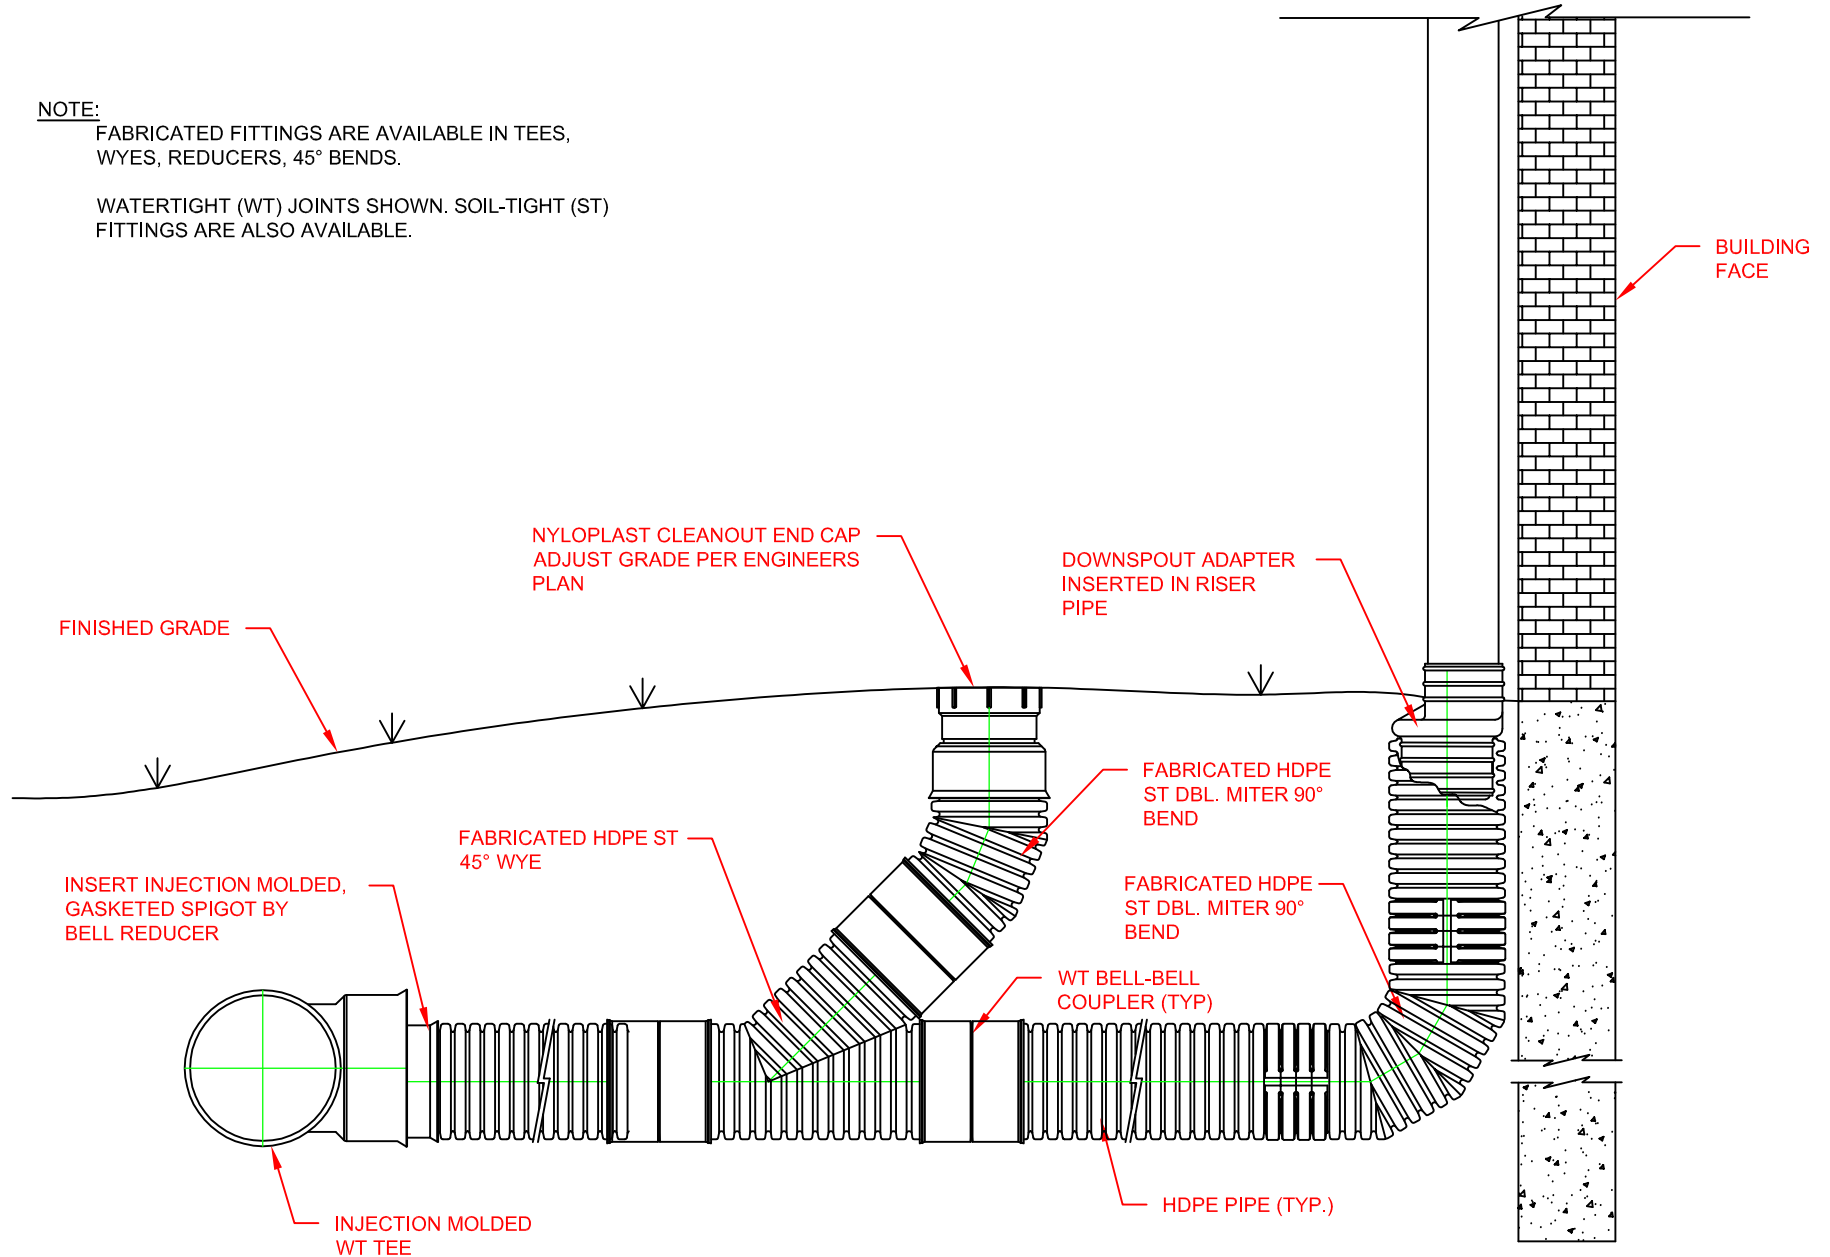 NOTE:
FABRICATED FITTINGS ARE AVAILABLE IN TEES,
WYES, REDUCERS, 45° BENDS.
WATERTIGHT (WT) JOINTS SHOWN. SOIL-TIGHT (ST)
FITTINGS ARE ALSO AVAILABLE.
BUILDING
FACE
NYLOPLAST CLEANOUT END CAP
ADJUST GRADE PER ENGINEERS
PLAN
DOWNSPOUT ADAPTER
INSERTED IN RISER
PIPE
FINISHED GRADE
FABRICATED HDPE
ST DBL. MITER 90°
BEND
FABRICATED HDPE ST
45° WYE
INSERT INJECTION MOLDED,
GASKETED SPIGOT BY
BELL REDUCER
FABRICATED HDPE
ST DBL. MITER 90°
BEND
WT BELL-BELL
COUPLER (TYP)
HDPE PIPE (TYP.)
INJECTION MOLDED
WT TEE